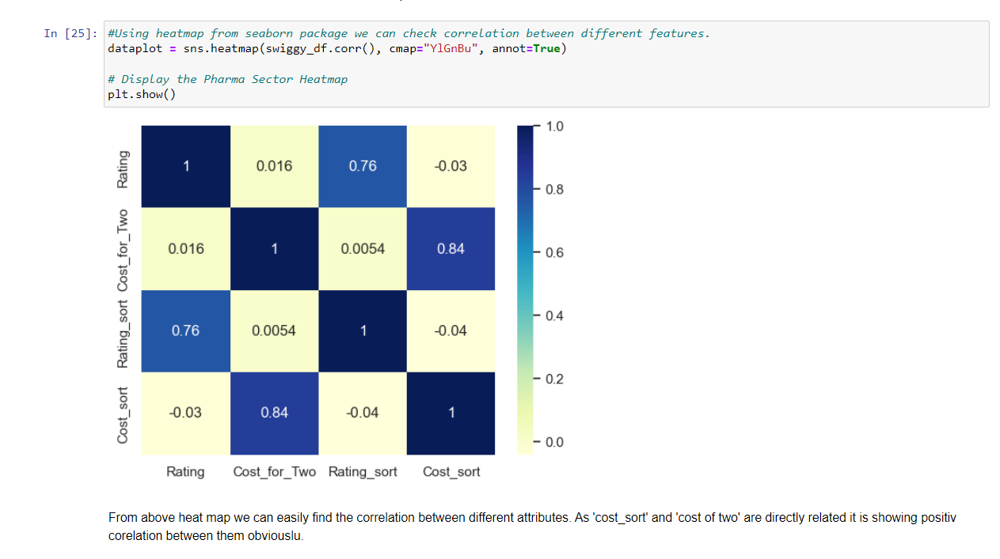 In [25]: #Using heatmap from seaborn package we can check correlation between different features.
dataplot = sns.heatmap(swiggy_df.corr(), cmap="YlGnBu", annot=True)
# Display the Pharma Sector Heatmap
plt.show()
Rating 1 0.016 0.76 -0.03
Cost_for_Two 0.016 1 0.0054 0.84
Rating_sort 0.76 0.0054 1 -0.04
Cost_sort -0.03 0.84 -0.04 1
Rating Cost_for_Two Rating_sort Cost_sort
1.0
0.8
0.6
0.4
0.2
0.0
From above heat map we can easily find the correlation between different attributes. As 'cost_sort' and 'cost of two' are directly related it is showing positiv
corelation between them obviouslu.